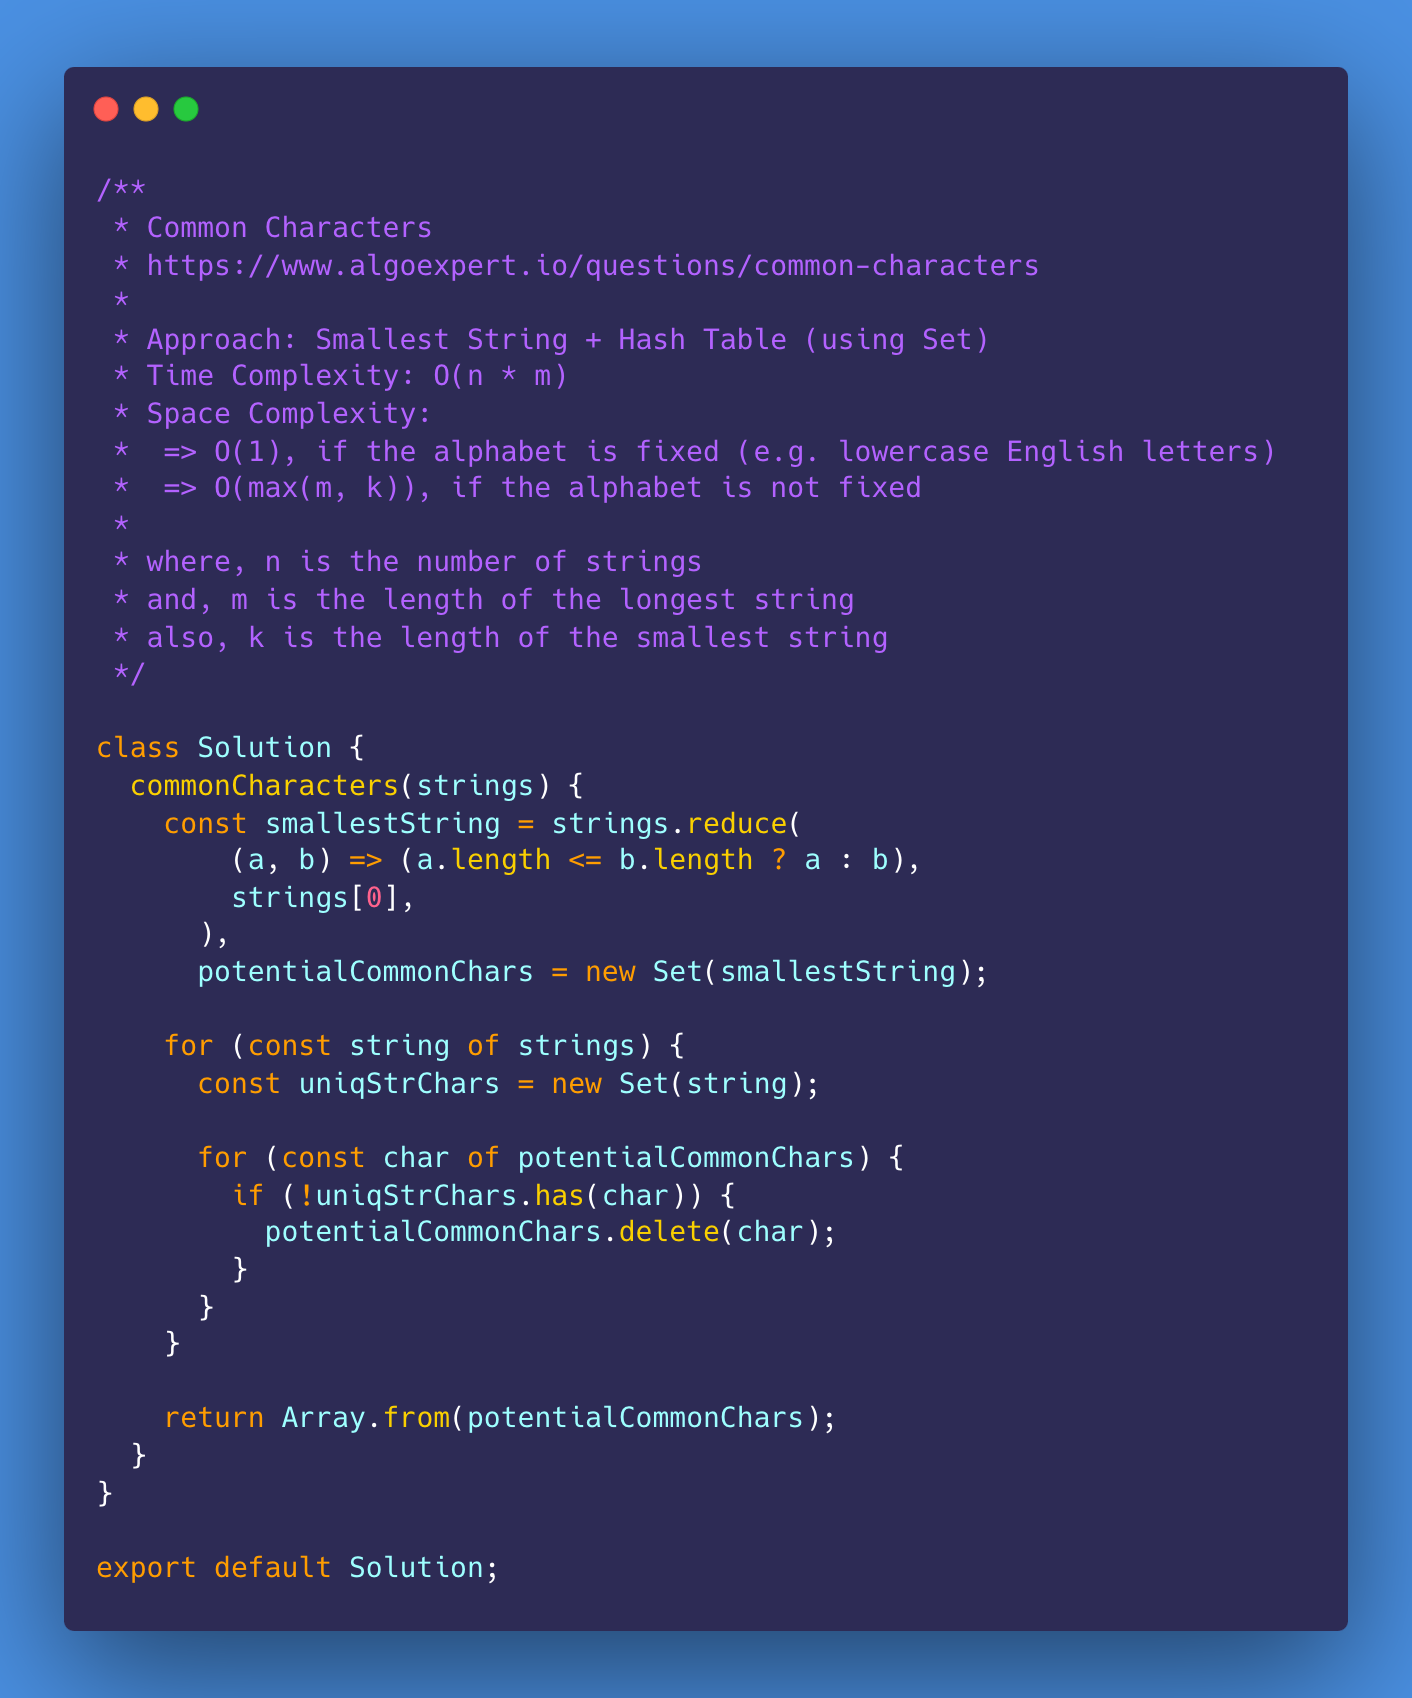 /**
 * Common Characters
 * https://www.algoexpert.io/questions/common-characters
 *
 * Approach: Smallest String + Hash Table (using Set)
 * Time Complexity: O(n * m)
 * Space Complexity:
 *  => O(1), if the alphabet is fixed (e.g. lowercase English letters)
 *  => O(max(m, k)), if the alphabet is not fixed
 *
 * where, n is the number of strings
 * and, m is the length of the longest string
 * also, k is the length of the smallest string
 */

class Solution {
  commonCharacters(strings) {
    const smallestString = strings.reduce(
        (a, b) => (a.length <= b.length ? a : b),
        strings[0],
      ),
      potentialCommonChars = new Set(smallestString);

    for (const string of strings) {
      const uniqStrChars = new Set(string);

      for (const char of potentialCommonChars) {
        if (!uniqStrChars.has(char)) {
          potentialCommonChars.delete(char);
        }
      }
    }

    return Array.from(potentialCommonChars);
  }
}

export default Solution;